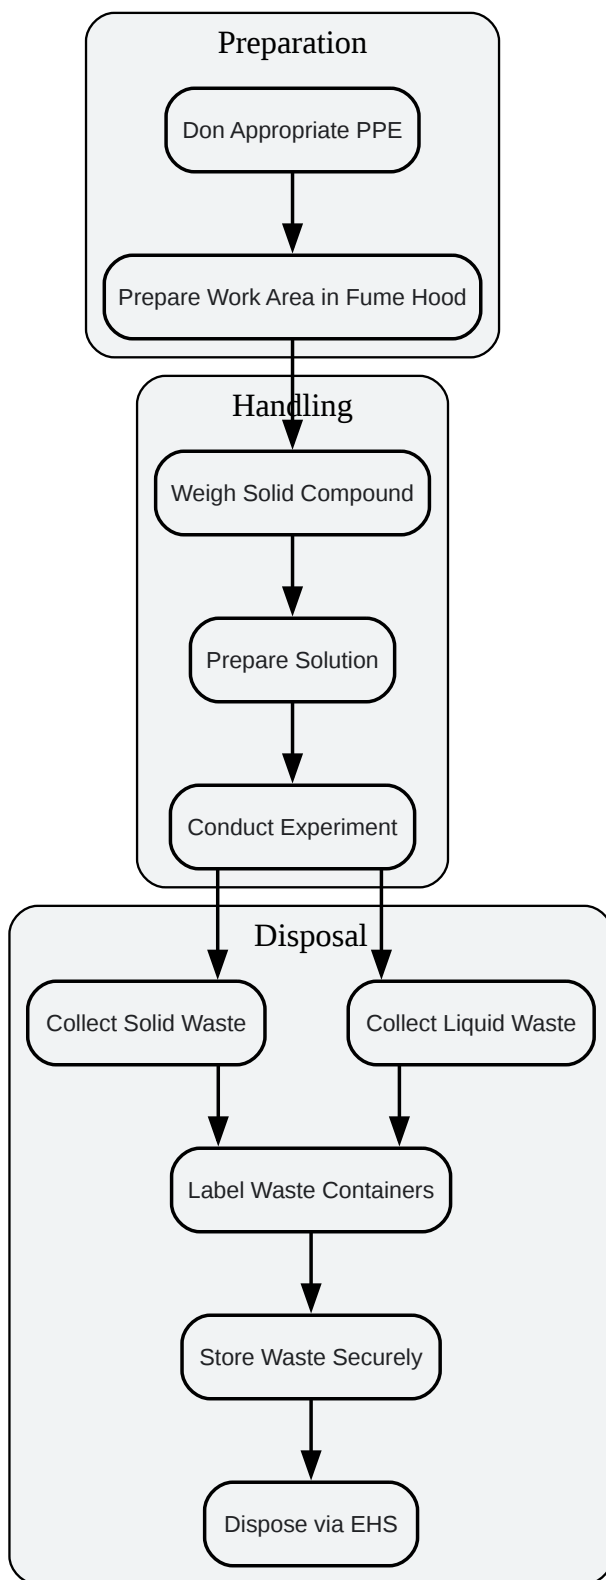 Preparation
Don Appropriate PPE
Prepare Work Area in Fume Hood
Handling
Weigh Solid Compound
Prepare Solution
Conduct Experiment
Disposal
Collect Solid Waste
Collect Liquid Waste
Label Waste Containers
Store Waste Securely
Dispose via EHS